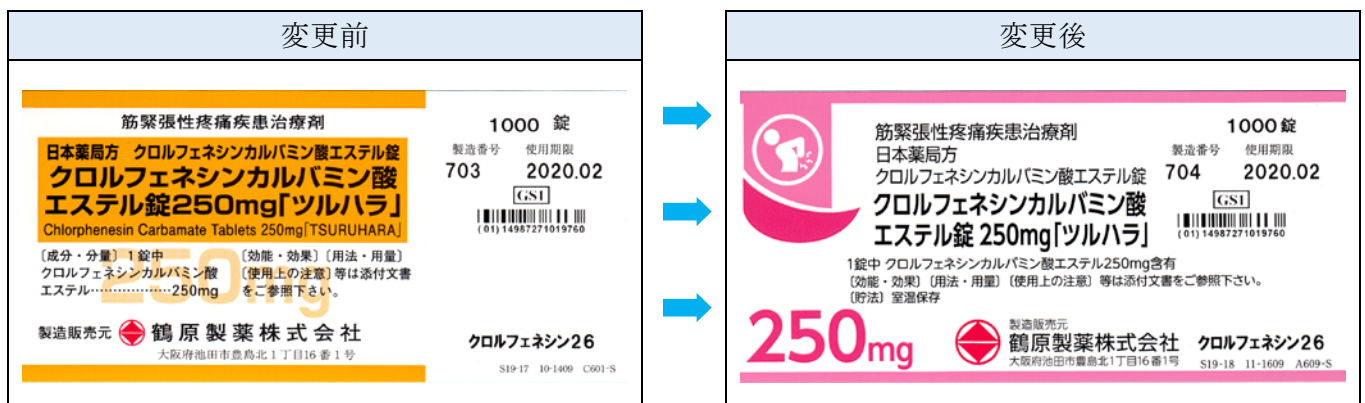 変更前
筋緊張性疼痛疾患治療剤
日本薬局方 クロルフェネシンカルバミン酸エステル錠
クロルフェネシンカルバミン酸
エステル錠250mg「ツルハラ」
Chlorphenesin Carbamate Tablets 250mg「TSURUHARA」
250mg
〔成分・分量〕1錠中
クロルフェネシンカルバミン酸
エステル………………250mg
〔効能・効果〕〔用法・用量〕
〔使用上の注意〕等は添付文書
をご参照下さい。
製造販売元 鶴原製薬株式会社
大阪府池田市豊島北1丁目16番1号
1000 錠
製造番号 使用期限
703 2020.02
GS1
(01)14987271019760
クロルフェネシン26
S19-17 10-1409 C601-S
変更後
筋緊張性疼痛疾患治療剤
日本薬局方
クロルフェネシンカルバミン酸エステル錠
クロルフェネシンカルバミン酸
エステル錠 250mg「ツルハラ」
1錠中 クロルフェネシンカルバミン酸エステル250mg含有
〔効能・効果〕〔用法・用量〕〔使用上の注意〕等は添付文書をご参照下さい。
〔貯法〕室温保存
250mg
製造販売元
鶴原製薬株式会社
大阪府池田市豊島北1丁目16番1号
1000錠
製造番号 使用期限
704 2020.02
GS1
(01)14987271019760
クロルフェネシン26
S19-18 11-1609 A609-S